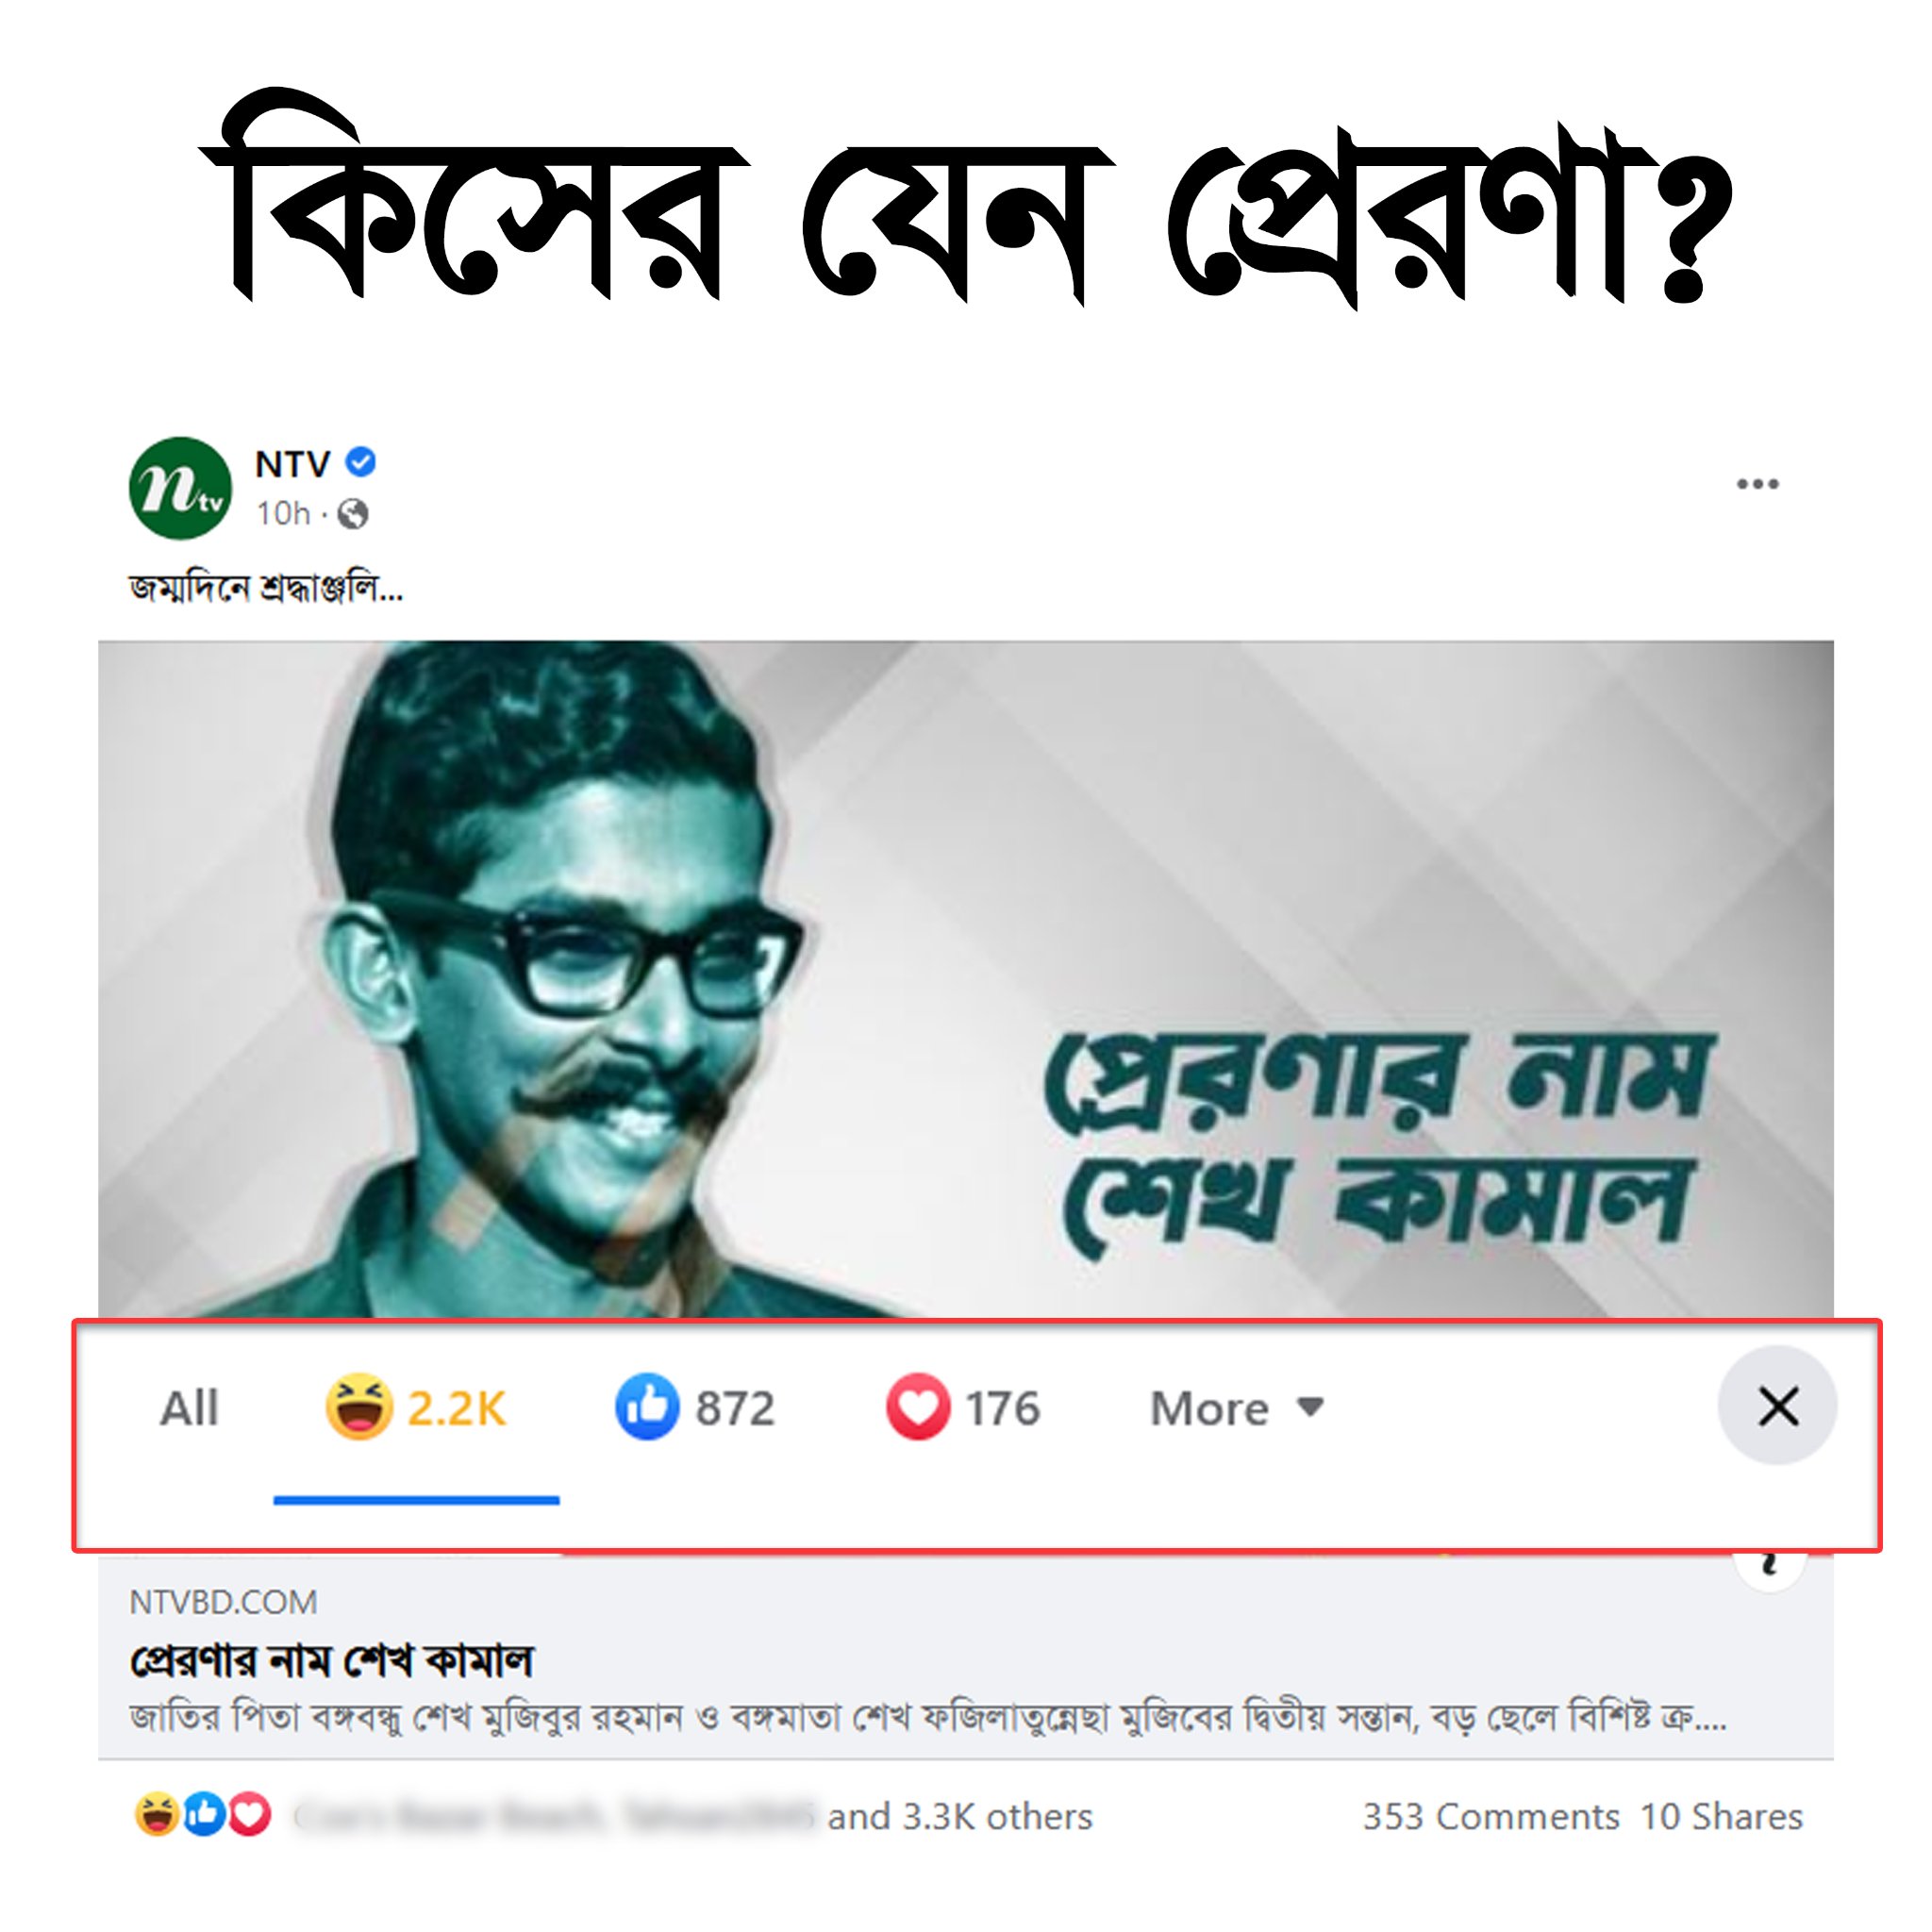 কিসের যেন প্রেরণা?
ntv
NTV
10h ·
জন্মদিনে শ্রদ্ধাঞ্জলি...
প্রেরণার নাম
শেখ কামাল
All 2.2K 872 176 More
NTVBD.COM
প্রেরণার নাম শেখ কামাল
জাতির পিতা বঙ্গবন্ধু শেখ মুজিবুর রহমান ও বঙ্গমাতা শেখ ফজিলাতুন্নেছা মুজিবের দ্বিতীয় সন্তান, বড় ছেলে বিশিষ্ট ক্র....
and 3.3K others 353 Comments 10 Shares